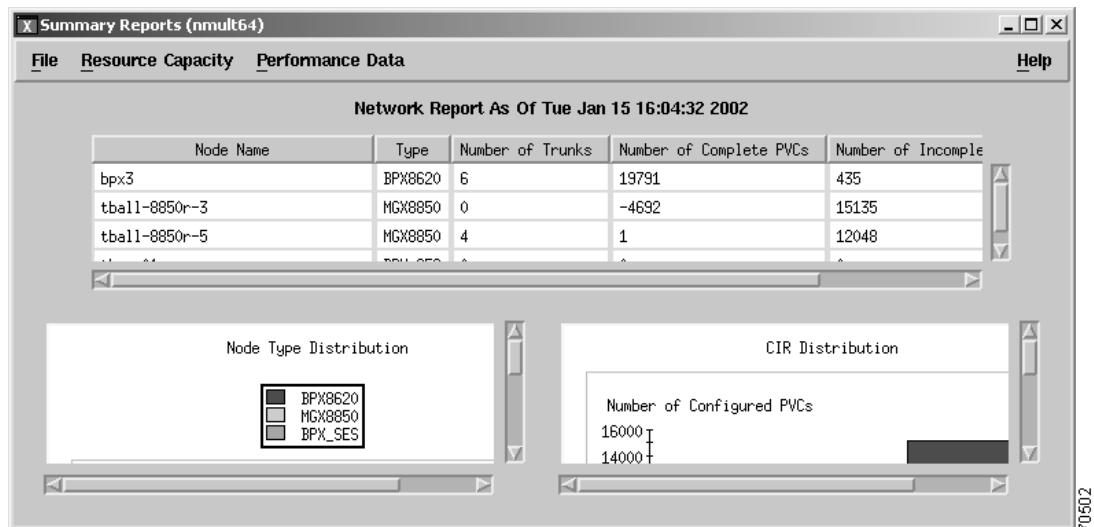 X Summary Reports (nmult64)
File Resource Capacity Performance Data Help
Network Report As Of Tue Jan 15 16:04:32 2002
Node Name Type Number of Trunks Number of Complete PVCs Number of Incomple
bpx3 BPX8620 6 19791 435
tball-8850r-3 MGX8850 0 -4692 15135
tball-8850r-5 MGX8850 4 1 12048
Node Type Distribution
BPX8620
MGX8850
BPX_SES
CIR Distribution
Number of Configured PVCs
16000
14000
70502